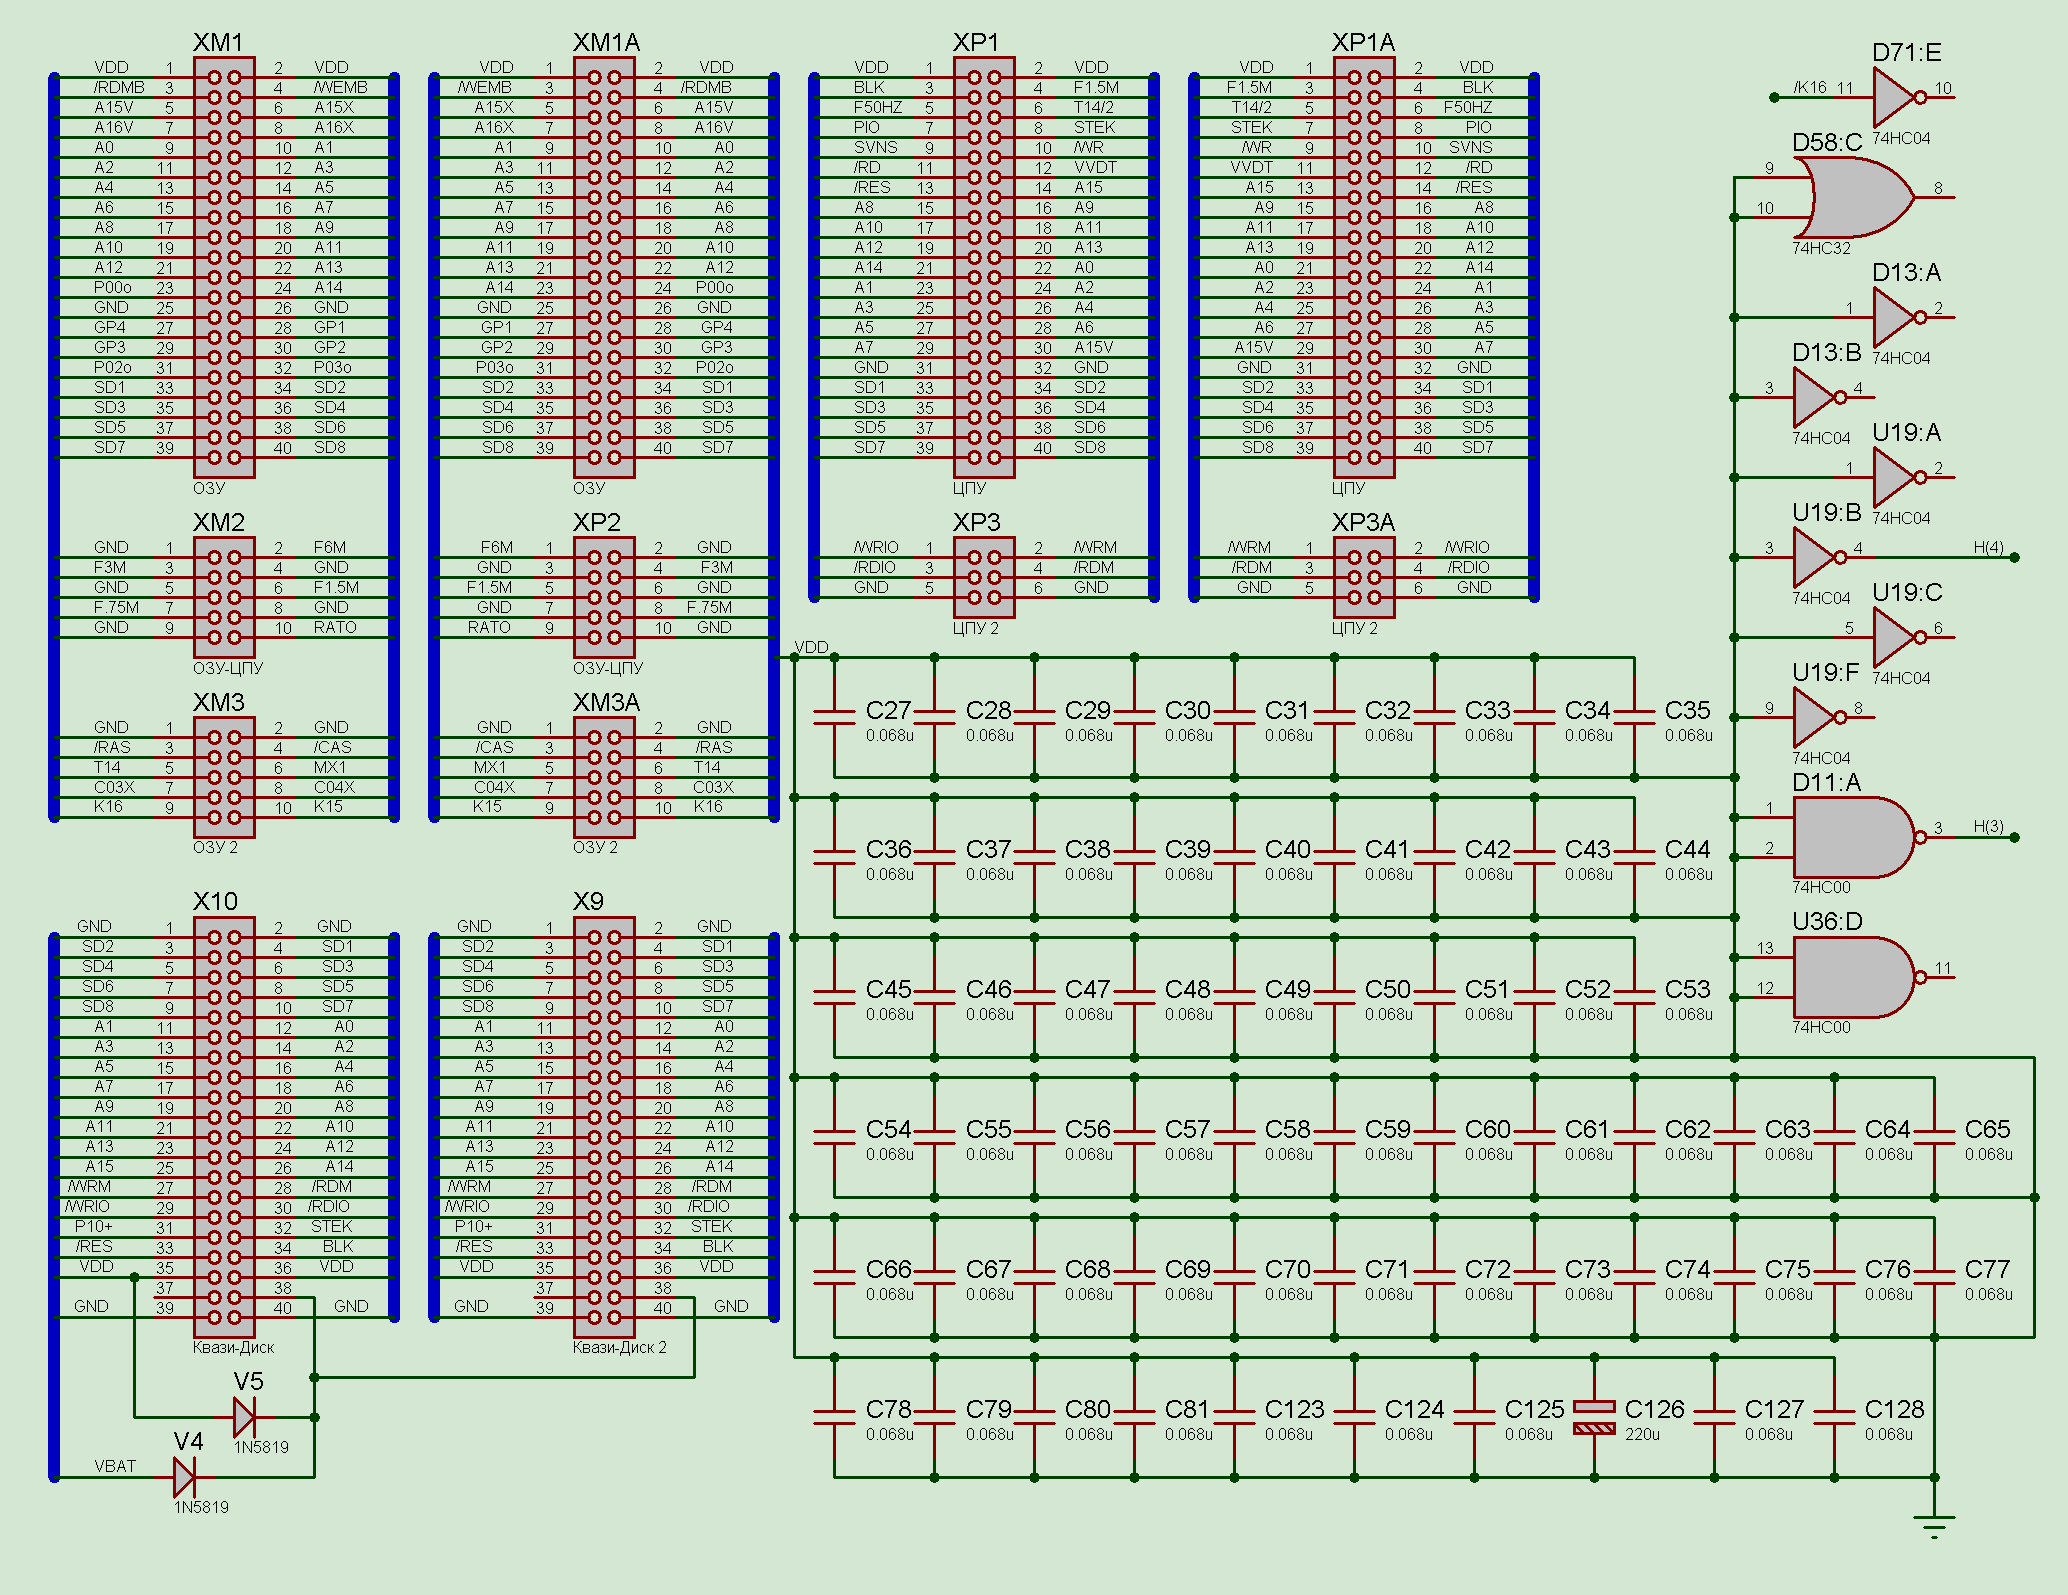 XM1
VDD 1 2 VDD
/RDMB 3 4 /WEMB
A15V 5 6 A15X
A16V 7 8 A16X
A0 9 10 A1
A2 11 12 A3
A4 13 14 A5
A6 15 16 A7
A8 17 18 A9
A10 19 20 A11
A12 21 22 A13
P00o 23 24 A14
GND 25 26 GND
GP4 27 28 GP1
GP3 29 30 GP2
P02o 31 32 P03o
SD1 33 34 SD2
SD3 35 36 SD4
SD5 37 38 SD6
SD7 39 40 SD8
ОЗУ
XM1A
VDD 1 2 VDD
/WEMB 3 4 /RDMB
A15X 5 6 A15V
A16X 7 8 A16V
A1 9 10 A0
A3 11 12 A2
A5 13 14 A4
A7 15 16 A6
A9 17 18 A8
A11 19 20 A10
A13 21 22 A12
A14 23 24 P00o
GND 25 26 GND
GP1 27 28 GP4
GP2 29 30 GP3
P03o 31 32 P02o
SD2 33 34 SD1
SD4 35 36 SD3
SD6 37 38 SD5
SD8 39 40 SD7
ОЗУ
XP1
VDD 1 2 VDD
BLK 3 4 F1.5M
F50HZ 5 6 T14/2
PIO 7 8 STEK
SVNS 9 10 /WR
/RD 11 12 VVDT
/RES 13 14 A15
A8 15 16 A9
A10 17 18 A11
A12 19 20 A13
A14 21 22 A0
A1 23 24 A2
A3 25 26 A4
A5 27 28 A6
A7 29 30 A15V
GND 31 32 GND
SD1 33 34 SD2
SD3 35 36 SD4
SD5 37 38 SD6
SD7 39 40 SD8
ЦПУ
XP1A
VDD 1 2 VDD
F1.5M 3 4 BLK
T14/2 5 6 F50HZ
STEK 7 8 PIO
/WR 9 10 SVNS
VVDT 11 12 /RD
A15 13 14 /RES
A9 15 16 A8
A11 17 18 A10
A13 19 20 A12
A0 21 22 A14
A2 23 24 A1
A4 25 26 A3
A6 27 28 A5
A15V 29 30 A7
GND 31 32 GND
SD2 33 34 SD1
SD4 35 36 SD3
SD6 37 38 SD5
SD8 39 40 SD7
ЦПУ
XM2
GND 1 2 F6M
F3M 3 4 GND
GND 5 6 F1.5M
F.75M 7 8 GND
GND 9 10 RATO
ОЗУ-ЦПУ
XP2
F6M 1 2 GND
GND 3 4 F3M
F1.5M 5 6 GND
GND 7 8 F.75M
RATO 9 10 GND
ОЗУ-ЦПУ
XP3
/WRIO 1 2 /WRM
/RDIO 3 4 /RDM
GND 5 6 GND
ЦПУ 2
XP3A
/WRM 1 2 /WRIO
/RDM 3 4 /RDIO
GND 5 6 GND
ЦПУ 2
XM3
GND 1 2 GND
/RAS 3 4 /CAS
T14 5 6 MX1
C03X 7 8 C04X
K16 9 10 K15
ОЗУ 2
XM3A
GND 1 2 GND
/CAS 3 4 /RAS
MX1 5 6 T14
C04X 7 8 C03X
K15 9 10 K16
ОЗУ 2
X10
GND 1 2 GND
SD2 3 4 SD1
SD4 5 6 SD3
SD6 7 8 SD5
SD8 9 10 SD7
A1 11 12 A0
A3 13 14 A2
A5 15 16 A4
A7 17 18 A6
A9 19 20 A8
A11 21 22 A10
A13 23 24 A12
A15 25 26 A14
/WRM 27 28 /RDM
/WRIO 29 30 /RDIO
P10+ 31 32 STEK
/RES 33 34 BLK
VDD 35 36 VDD
37 38
GND 39 40 GND
Квази-Диск
X9
GND 1 2 GND
SD2 3 4 SD1
SD4 5 6 SD3
SD6 7 8 SD5
SD8 9 10 SD7
A1 11 12 A0
A3 13 14 A2
A5 15 16 A4
A7 17 18 A6
A9 19 20 A8
A11 21 22 A10
A13 23 24 A12
A15 25 26 A14
/WRM 27 28 /RDM
/WRIO 29 30 /RDIO
P10+ 31 32 STEK
/RES 33 34 BLK
VDD 35 36 VDD
37 38
GND 39 40 GND
Квази-Диск 2
V5
1N5819
V4
VBAT
1N5819
D71:E
/K16 11 10
74HC04
D58:C
9
10 8
74HC32
D13:A
1 2
74HC04
D13:B
3 4
74HC04
U19:A
1 2
74HC04
U19:B
3 4 H(4)
74HC04
U19:C
5 6
74HC04
U19:F
9 8
74HC04
D11:A
1
2 3 H(3)
74HC00
U36:D
13
12 11
74HC00
VDD
C27 C28 C29 C30 C31 C32 C33 C34 C35
0.068u 0.068u 0.068u 0.068u 0.068u 0.068u 0.068u 0.068u 0.068u
C36 C37 C38 C39 C40 C41 C42 C43 C44
0.068u 0.068u 0.068u 0.068u 0.068u 0.068u 0.068u 0.068u 0.068u
C45 C46 C47 C48 C49 C50 C51 C52 C53
0.068u 0.068u 0.068u 0.068u 0.068u 0.068u 0.068u 0.068u 0.068u
C54 C55 C56 C57 C58 C59 C60 C61 C62 C63 C64 C65
0.068u 0.068u 0.068u 0.068u 0.068u 0.068u 0.068u 0.068u 0.068u 0.068u 0.068u 0.068u
C66 C67 C68 C69 C70 C71 C72 C73 C74 C75 C76 C77
0.068u 0.068u 0.068u 0.068u 0.068u 0.068u 0.068u 0.068u 0.068u 0.068u 0.068u 0.068u
C78 C79 C80 C81 C123 C124 C125 C126 C127 C128
0.068u 0.068u 0.068u 0.068u 0.068u 0.068u 0.068u 220u 0.068u 0.068u